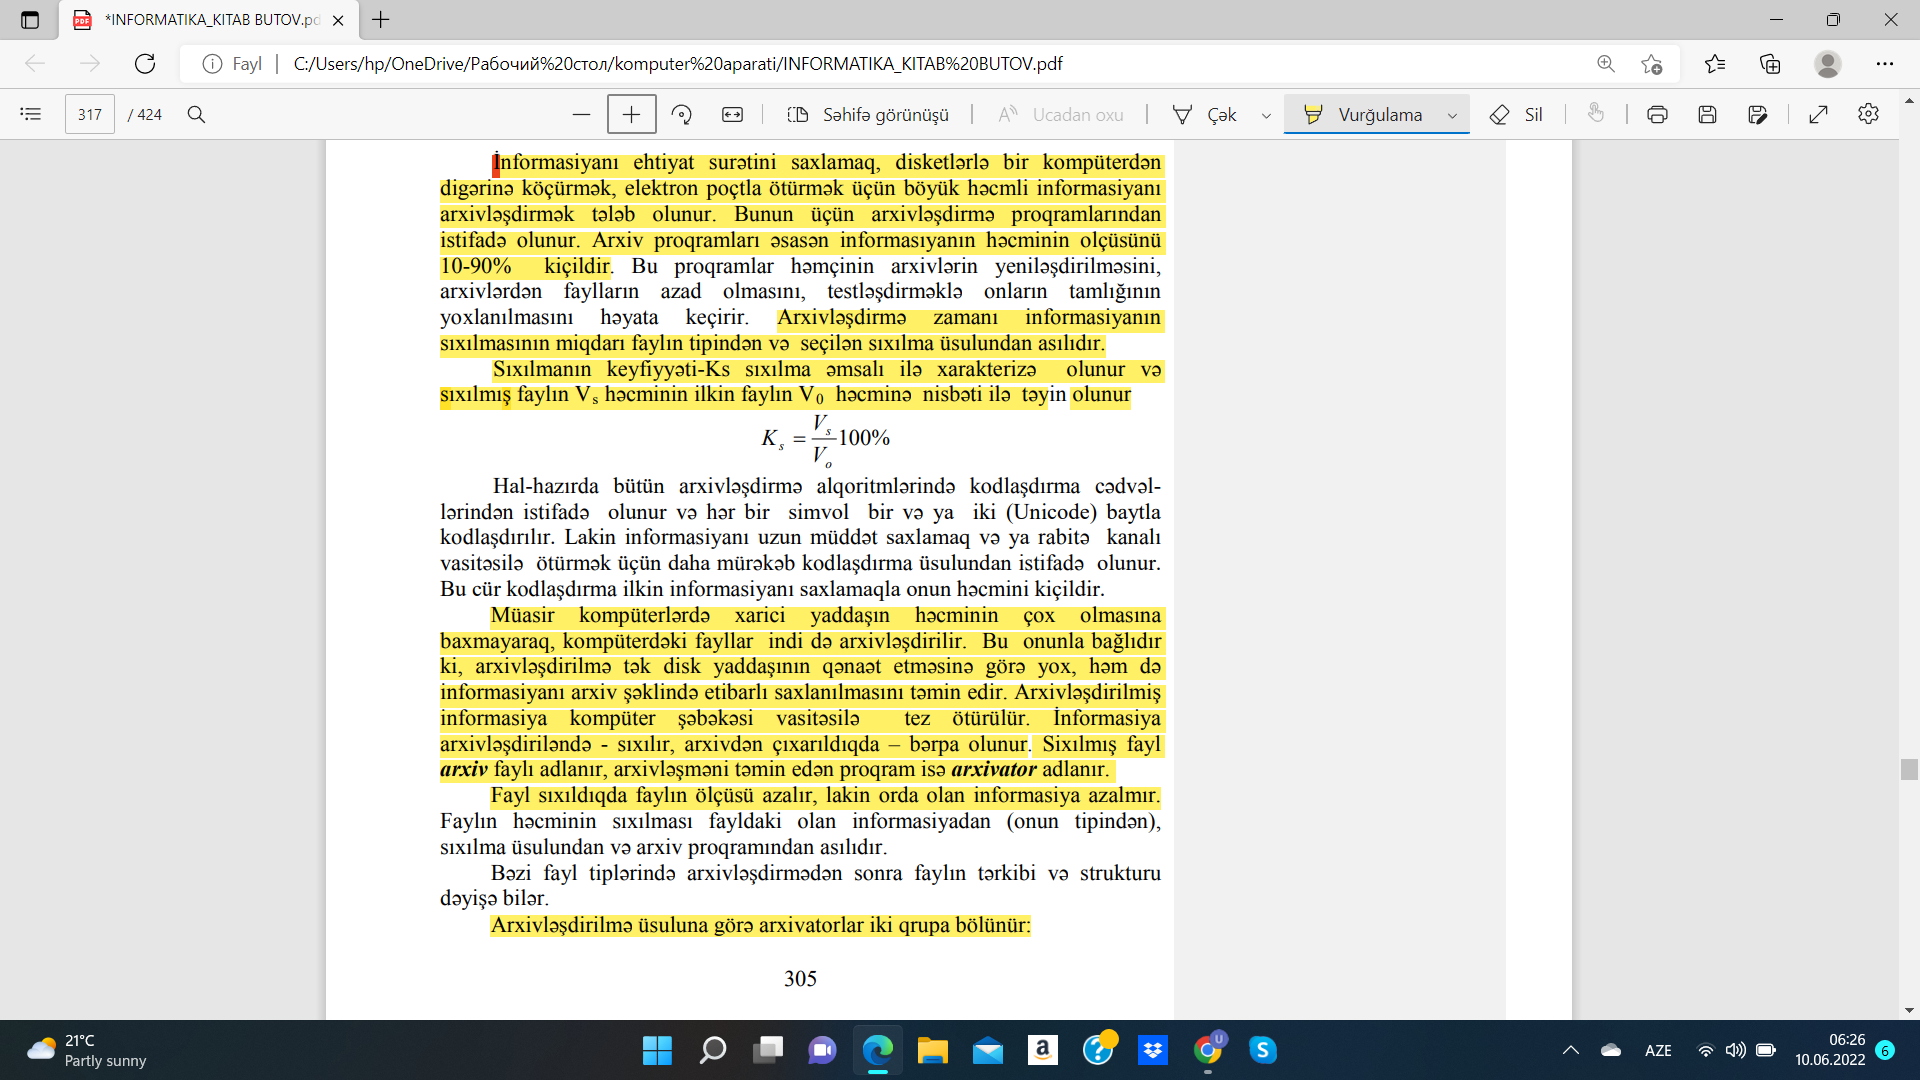 *INFORMATIKA_KITAB BUTOV.pd
Fayl
C:/Users/hp/OneDrive/Рабочий%20стол/komputer%20aparati/INFORMATIKA_KITAB%20BUTOV.pdf
317 / 424
Səhifə görünüşü
Ucadan oxu
Çək
Vurğulama
Sil
İnformasiyanı ehtiyat surətini saxlamaq, disketlərlə bir kompüterdən
digərinə köçürmək, elektron poçtla ötürmək üçün böyük həcmli informasiyanı
arxivləşdirmək tələb olunur. Bunun üçün arxivləşdirmə proqramlarından
istifadə olunur. Arxiv proqramları əsasən informasıyanın həcminin olçüsünü
10-90% kiçildir. Bu proqramlar həmçinin arxivlərin yeniləşdirilməsini,
arxivlərdən faylların azad olmasını, testləşdirməklə onların tamlığının
yoxlanılmasını həyata keçirir. Arxivləşdirmə zamanı informasiyanın
sıxılmasının miqdarı faylın tipindən və seçilən sıxılma üsulundan asılıdır.
Sıxılmanın keyfiyyəti-Ks sıxılma əmsalı ilə xarakterizə olunur və
sıxılmış faylın Vs həcminin ilkin faylın V0 həcminə nisbəti ilə təyin olunur
Ks = Vs/Vo 100%
Hal-hazırda bütün arxivləşdirmə alqoritmlərində kodlaşdırma cədvəl-
lərindən istifadə olunur və hər bir simvol bir və ya iki (Unicode) baytla
kodlaşdırılır. Lakin informasiyanı uzun müddət saxlamaq və ya rabitə kanalı
vasitəsilə ötürmək üçün daha mürəkəb kodlaşdırma üsulundan istifadə olunur.
Bu cür kodlaşdırma ilkin informasiyanı saxlamaqla onun həcmini kiçildir.
Müasir kompüterlərdə xarici yaddaşın həcminin çox olmasına
baxmayaraq, kompüterdəki fayllar indi də arxivləşdirilir. Bu onunla bağlıdır
ki, arxivləşdirilmə tək disk yaddaşının qənaət etməsinə görə yox, həm də
informasiyanı arxiv şəklində etibarlı saxlanılmasını təmin edir. Arxivləşdirilmiş
informasiya kompüter şəbəkəsi vasitəsilə tez ötürülür. İnformasiya
arxivləşdiriləndə - sıxılır, arxivdən çıxarıldıqda – bərpa olunur. Sixılmış fayl
arxiv faylı adlanır, arxivləşməni təmin edən proqram isə arxivator adlanır.
Fayl sıxıldıqda faylın ölçüsü azalır, lakin orda olan informasiya azalmır.
Faylın həcminin sıxılması fayldaki olan informasiyadan (onun tipindən),
sıxılma üsulundan və arxiv proqramından asılıdır.
Bəzi fayl tiplərində arxivləşdirmədən sonra faylın tərkibi və strukturu
dəyişə bilər.
Arxivləşdirilmə üsuluna görə arxivatorlar iki qrupa bölünür:
305
21°C
Partly sunny
AZE
06:26
10.06.2022
6